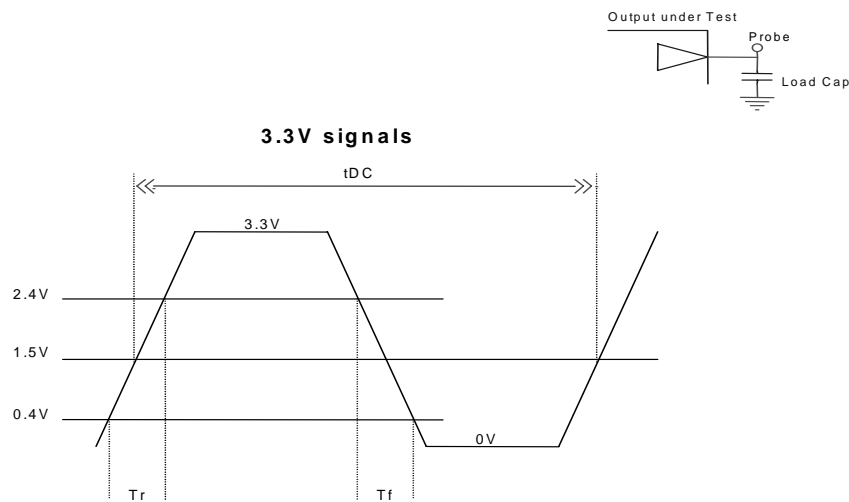 Output under Test
Probe
Load Cap
3.3V signals
tDC
3.3V
2.4V
1.5V
0.4V
0V
Tr
Tf